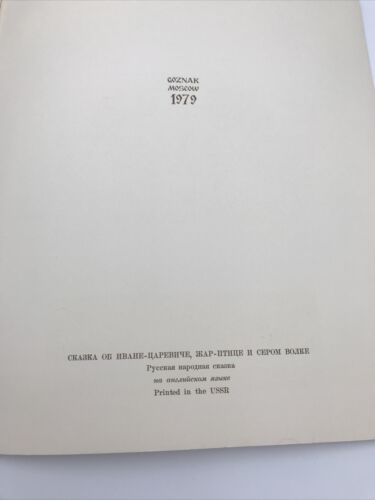 GOZNAK
MOSCOW
1979
СКАЗКА ОБ ИВАНЕ-ЦАРЕВИЧЕ, ЖАР-ПТИЦЕ И СЕРОМ ВОЛКЕ
Русская народная сказка
на английском языке
Printed in the USSR